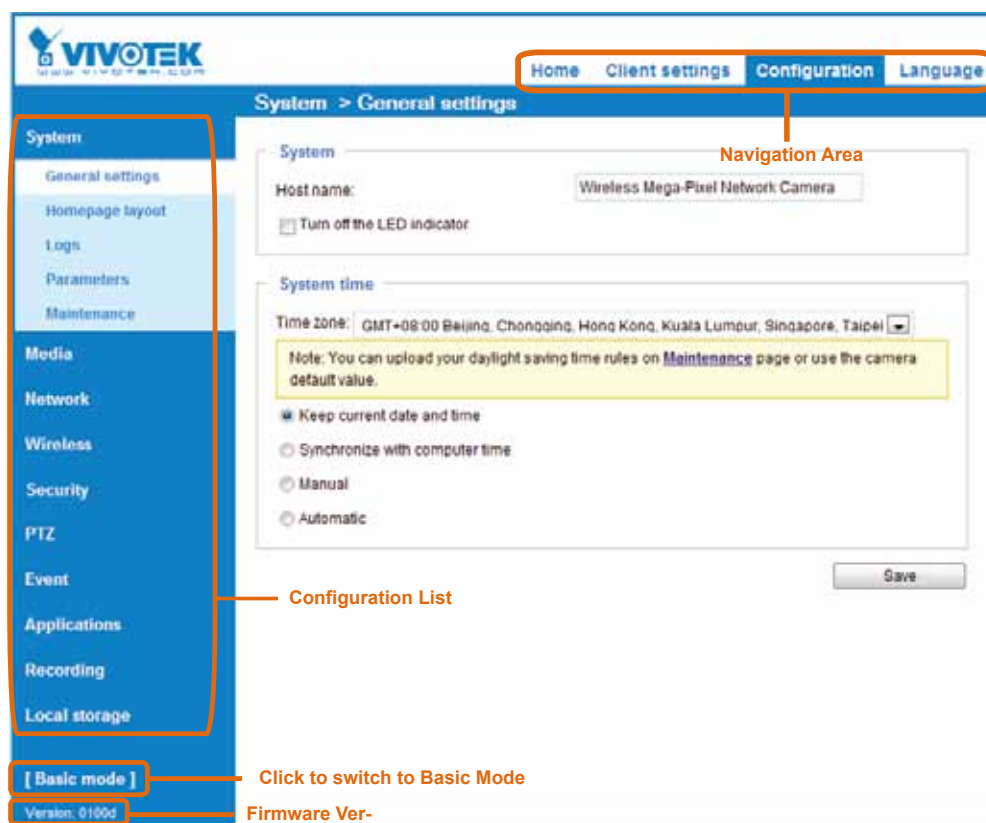 VIVOTEK
WWW.VIVOTEK.COM
Home Client settings Configuration Language
System > General settings
Navigation Area
System
General settings
Homepage layout
Logs
Parameters
Maintenance
Media
Network
Wireless
Security
PTZ
Event
Applications
Recording
Local storage
[ Basic mode ]
Version: 0100d
System
Host name: Wireless Mega-Pixel Network Camera
Turn off the LED indicator
System time
Time zone: GMT+08:00 Beijing, Chongqing, Hong Kong, Kuala Lumpur, Singapore, Taipei
Note: You can upload your daylight saving time rules on Maintenance page or use the camera
default value.
Keep current date and time
Synchronize with computer time
Manual
Automatic
Save
Configuration List
Click to switch to Basic Mode
Firmware Ver-